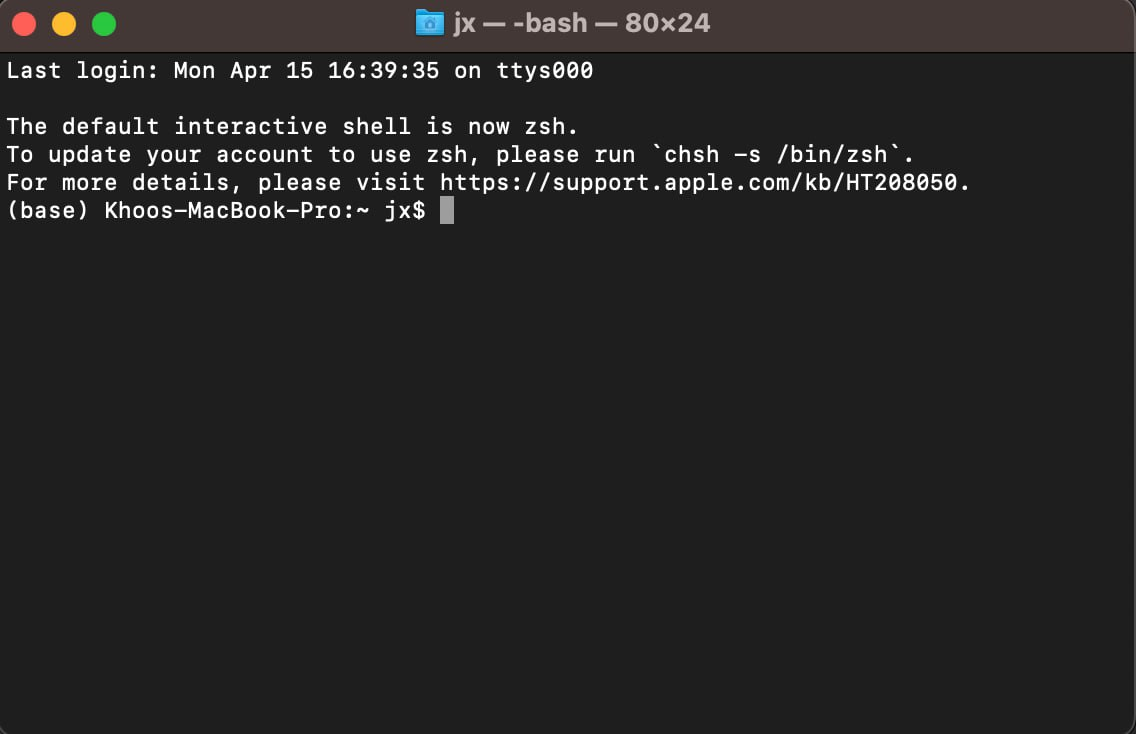 jx — -bash — 80×24
Last login: Mon Apr 15 16:39:35 on ttys000
The default interactive shell is now zsh.
To update your account to use zsh, please run `chsh -s /bin/zsh`.
For more details, please visit https://support.apple.com/kb/HT208050.
(base) Khoos-MacBook-Pro:~ jx$